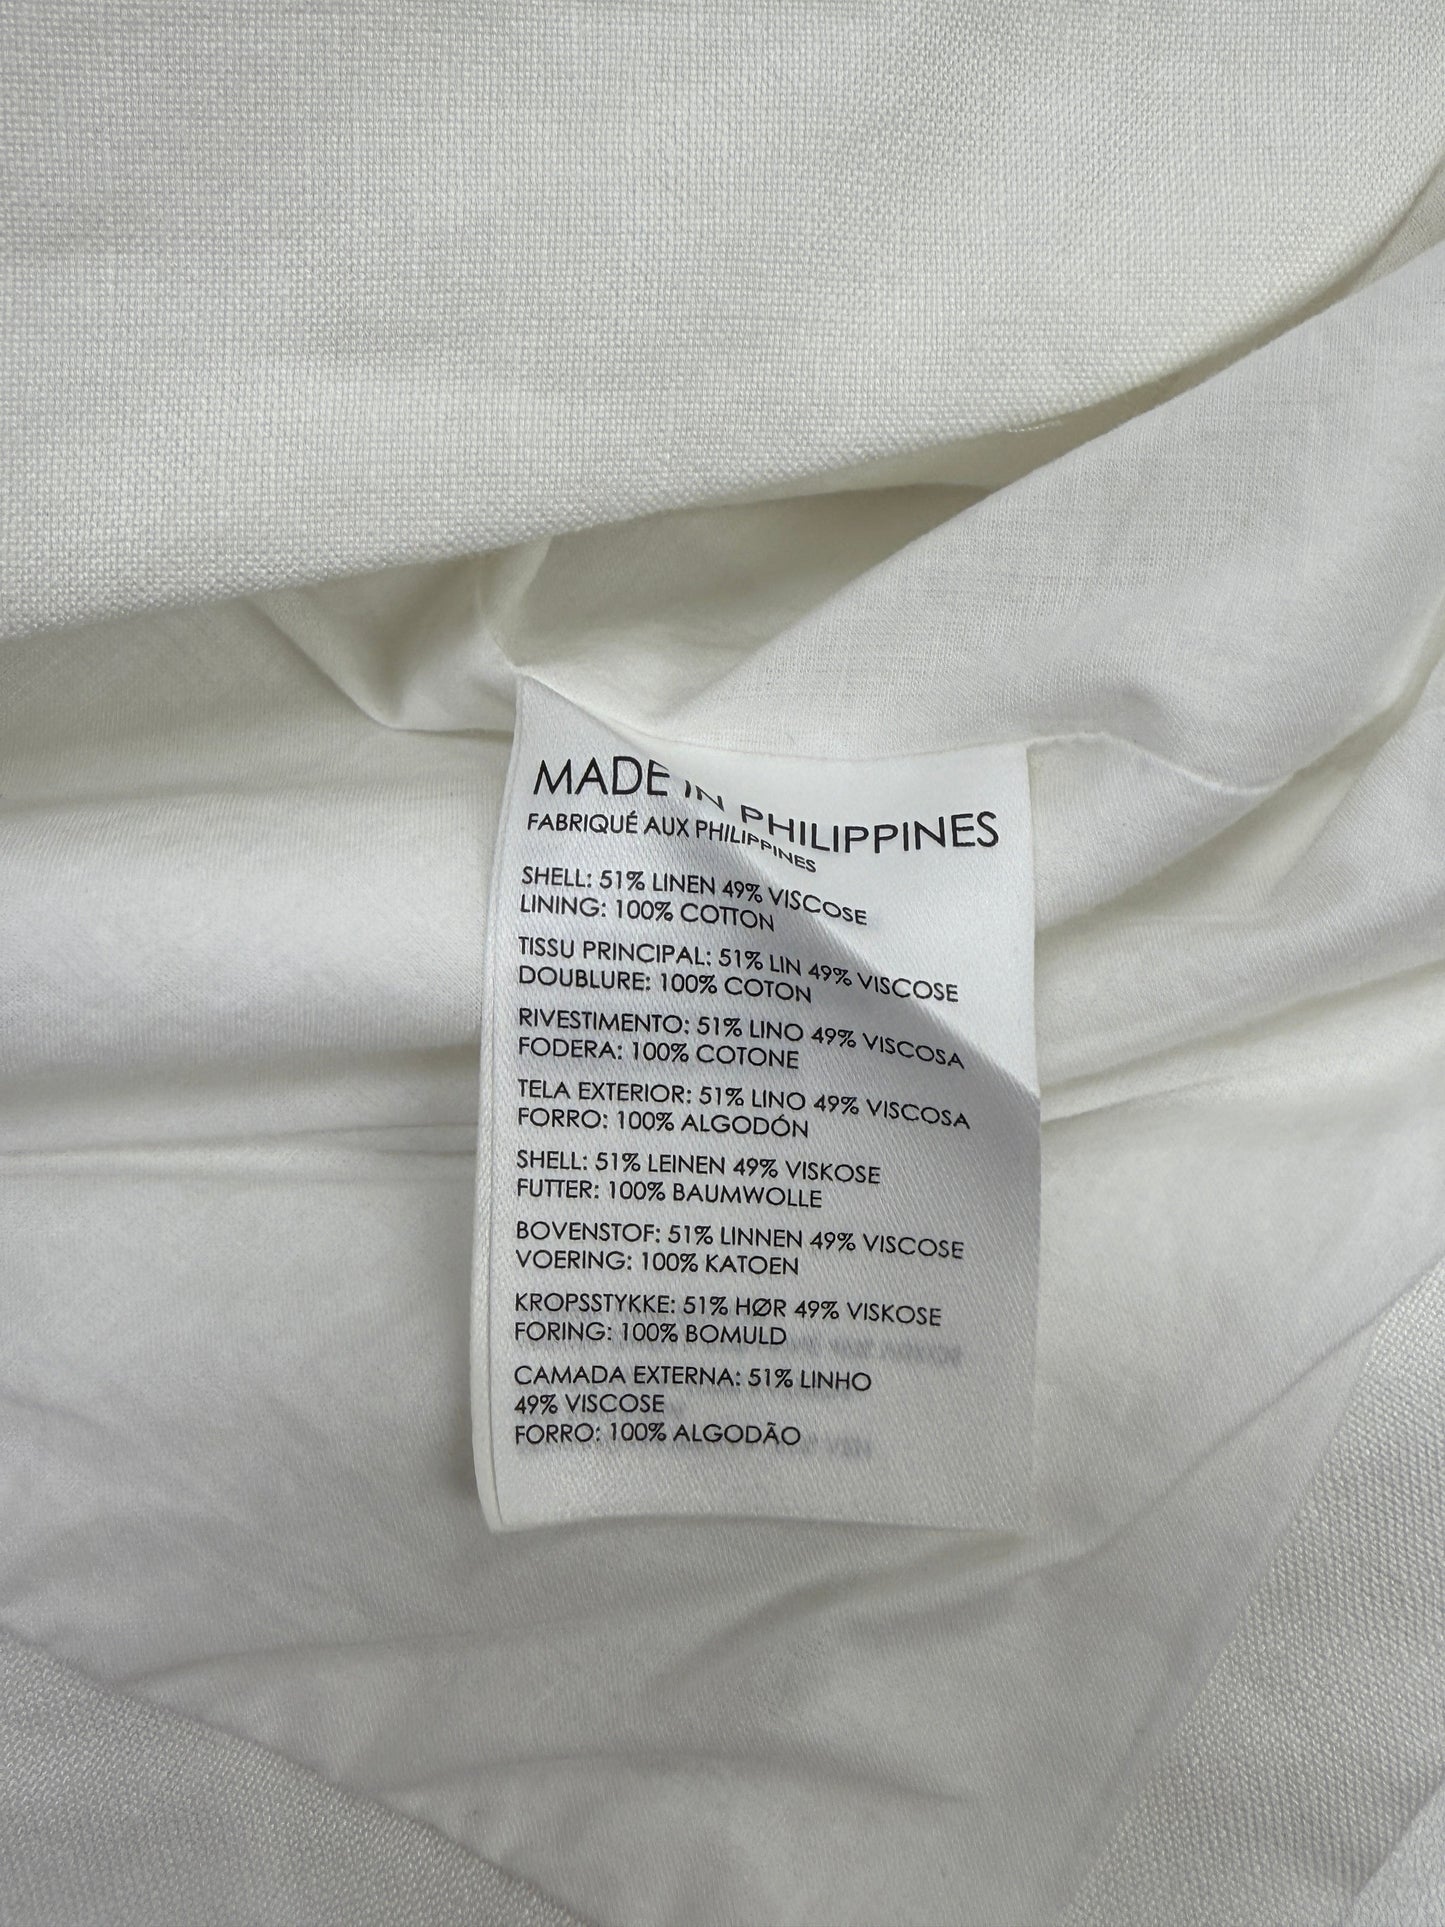 MADE IN PHILIPPINES
FABRIQUÉ AUX PHILIPPINES
SHELL: 51% LINEN 49% VISCOSE
LINING: 100% COTTON
TISSU PRINCIPAL: 51% LIN 49% VISCOSE
DOUBLURE: 100% COTON
RIVESTIMENTO: 51% LINO 49% VISCOSA
FODERA: 100% COTONE
TELA EXTERIOR: 51% LINO 49% VISCOSA
FORRO: 100% ALGODÓN
SHELL: 51% LEINEN 49% VISKOSE
FUTTER: 100% BAUMWOLLE
BOVENSTOF: 51% LINNEN 49% VISCOSE
VOERING: 100% KATOEN
KROPSSTYKKE: 51% HØR 49% VISKOSE
FORING: 100% BOMULD
CAMADA EXTERNA: 51% LINHO
49% VISCOSE
FORRO: 100% ALGODÃO